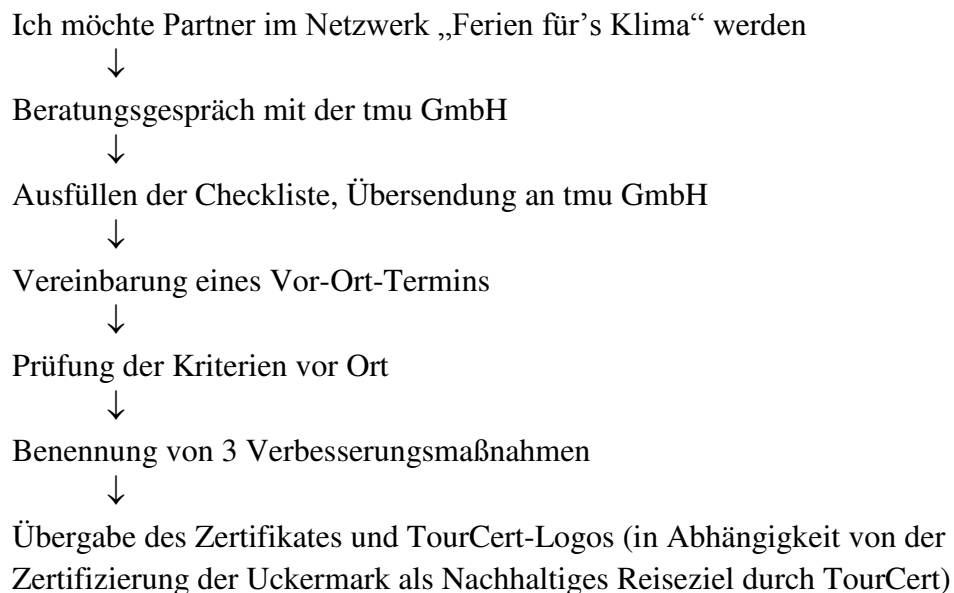 Ich möchte Partner im Netzwerk „Ferien für's Klima“ werden
↓
Beratungsgespräch mit der tmu GmbH
↓
Ausfüllen der Checkliste, Übersendung an tmu GmbH
↓
Vereinbarung eines Vor-Ort-Termins
↓
Prüfung der Kriterien vor Ort
↓
Benennung von 3 Verbesserungsmaßnahmen
↓
Übergabe des Zertifikates und TourCert-Logos (in Abhängigkeit von der
Zertifizierung der Uckermark als Nachhaltiges Reiseziel durch TourCert)